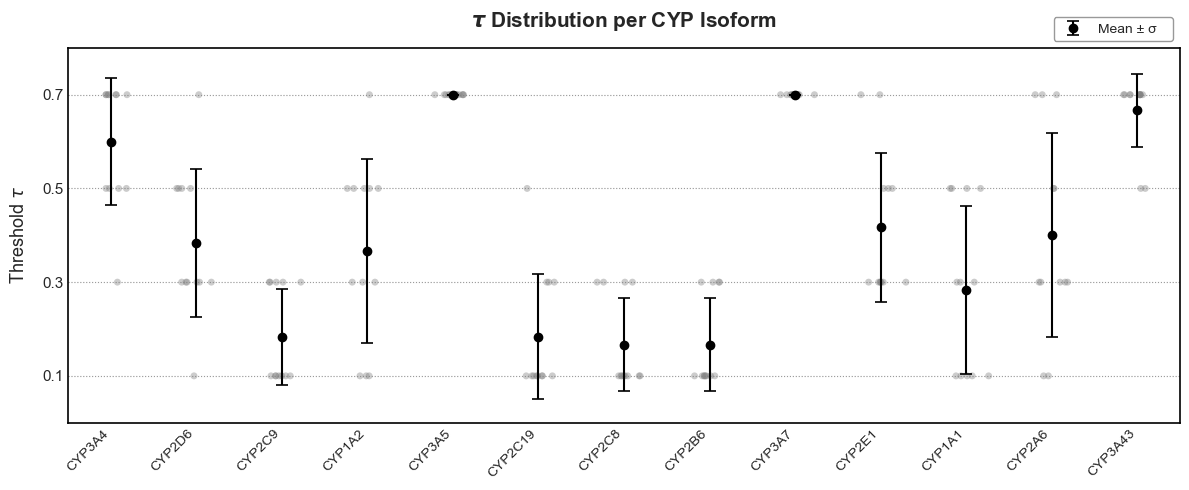 τ Distribution per CYP Isoform
Mean ± σ
Threshold τ
0.7
0.5
0.3
0.1
CYP3A4
CYP2D6
CYP2C9
CYP1A2
CYP3A5
CYP2C19
CYP2C8
CYP2B6
CYP3A7
CYP2E1
CYP1A1
CYP2A6
CYP3A43